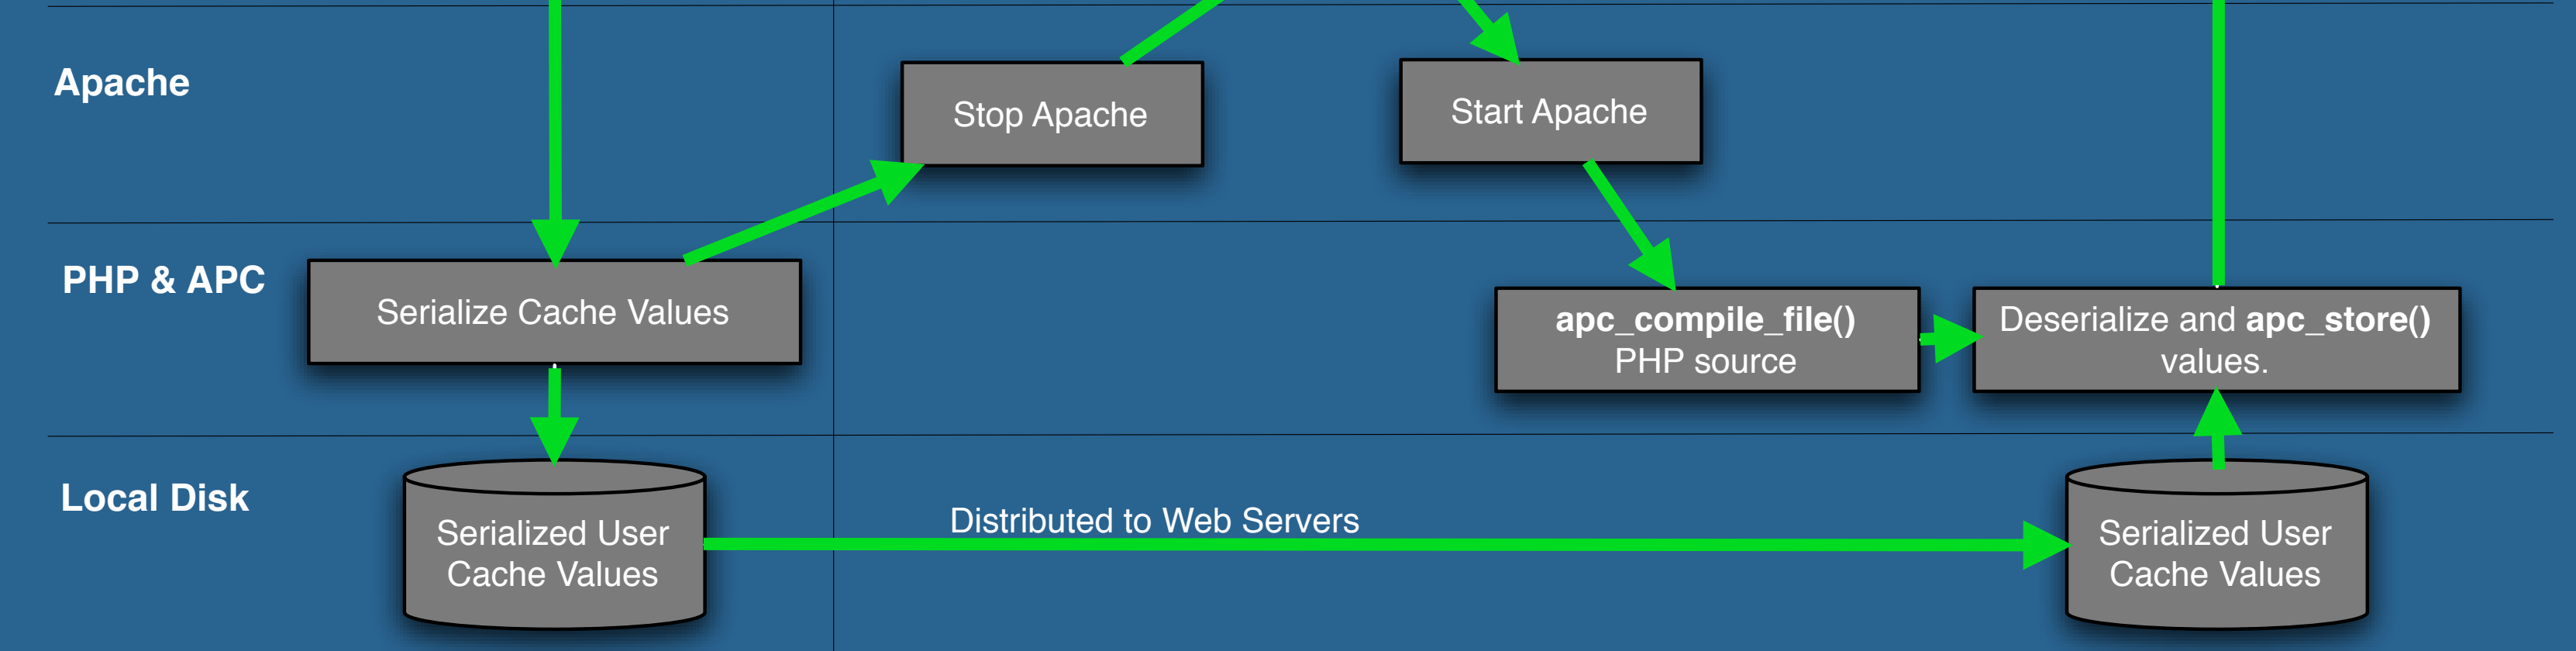 Apache
Stop Apache
Start Apache
PHP & APC
Serialize Cache Values
apc_compile_file()
PHP source
Deserialize and apc_store()
values.
Local Disk
Serialized User
Cache Values
Distributed to Web Servers
Serialized User
Cache Values